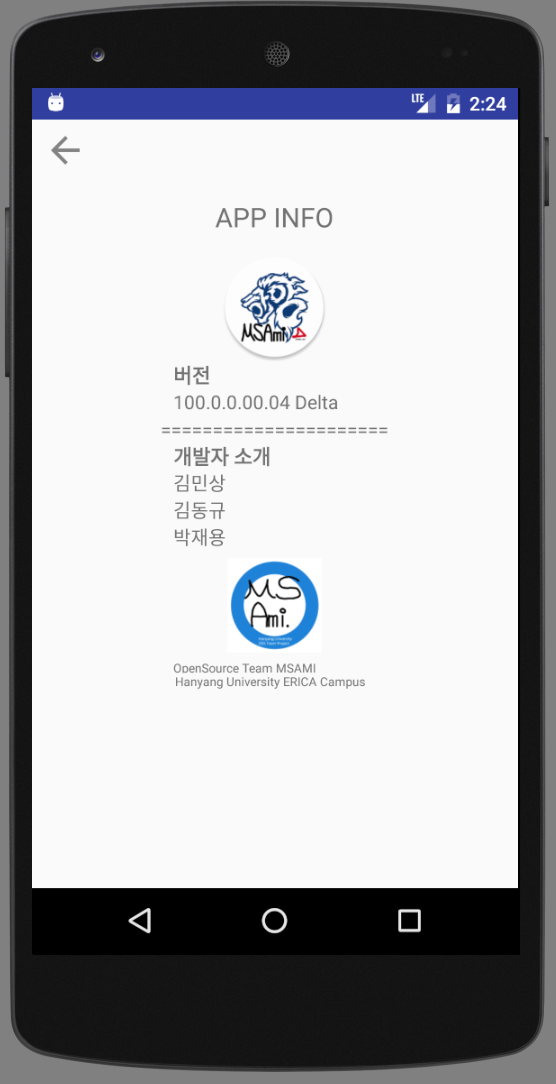 LTE 2:24
APP INFO
MSAmi
버전
100.0.0.00.04 Delta
======================
개발자 소개
김민상
김동규
박재용
MS
Ami.
OpenSource Team MSAMI
Hanyang University ERICA Campus